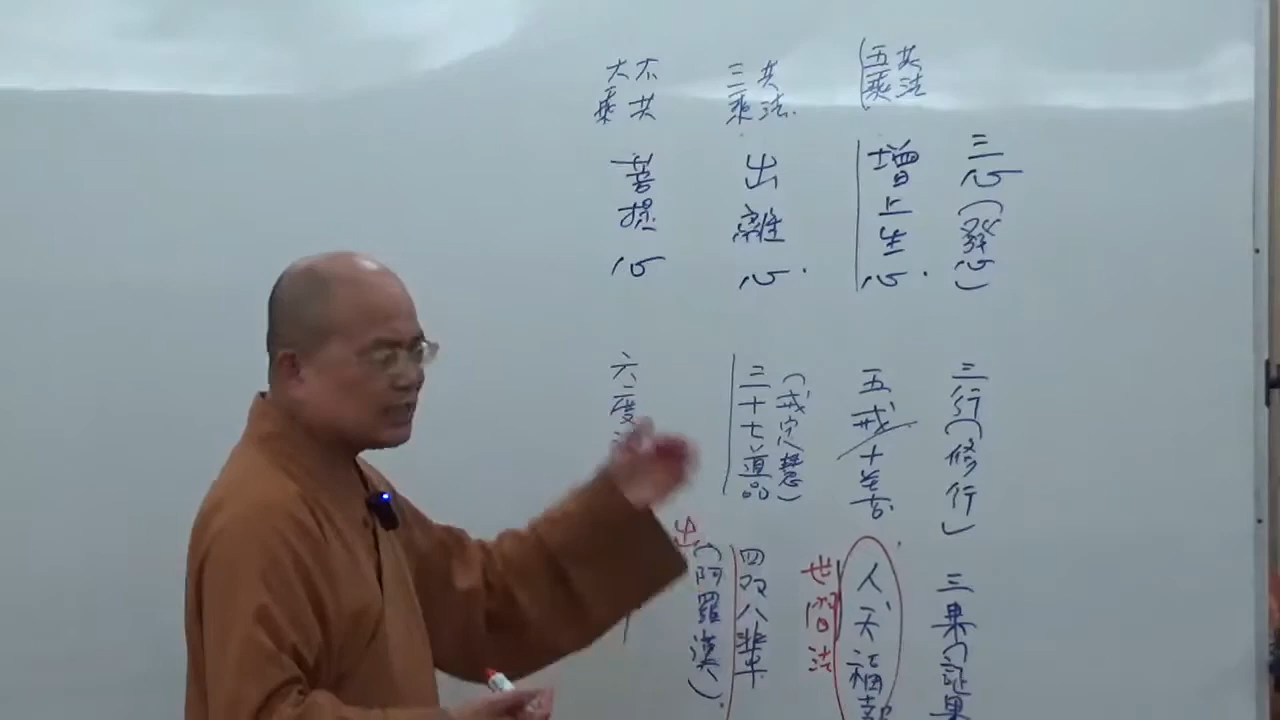 三心(發心)
三行(修行)
三果(証果
五乘共法
增上生心
五戒十善
人天福報
世間法
三乘共法
出離心
(戒定慧)
三十七道品
四双八輩
(阿羅漢)
出
大乘不共
菩提心
六度